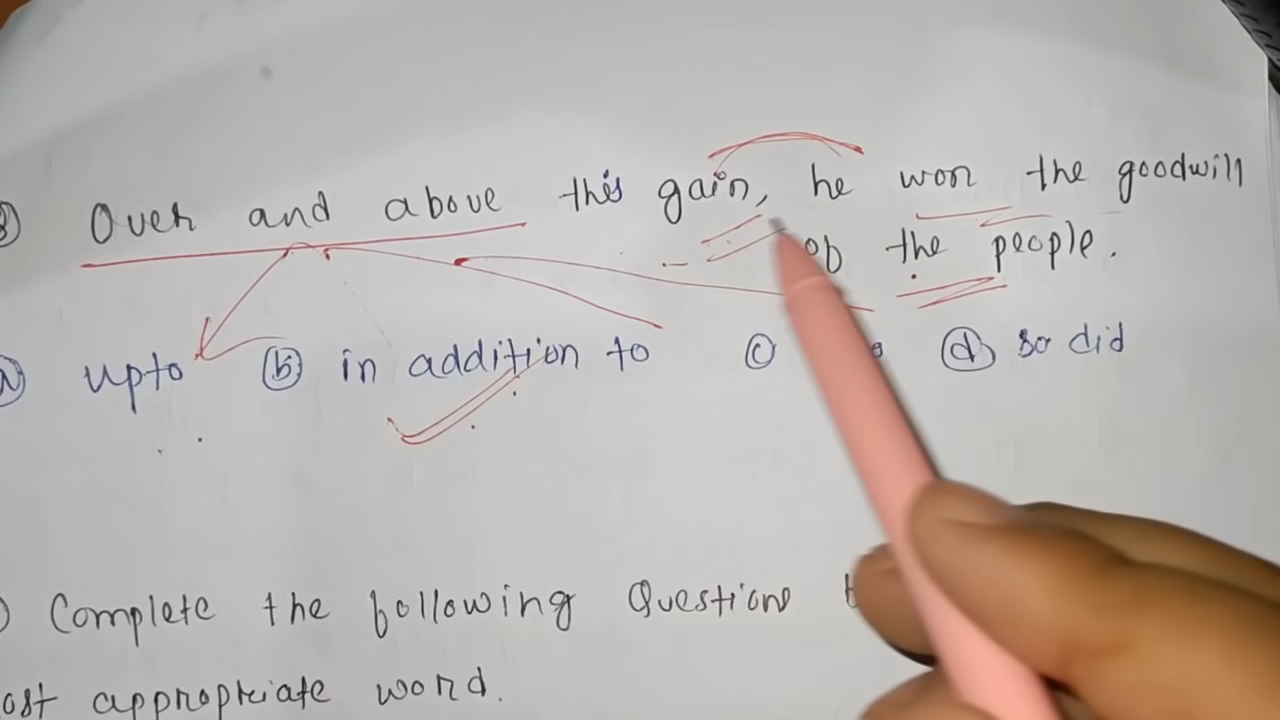 Over and above this gain, he won the goodwill
of the people.
upto (b) in addition to (c) (d) so did
Complete the following Questions
appropriate word.